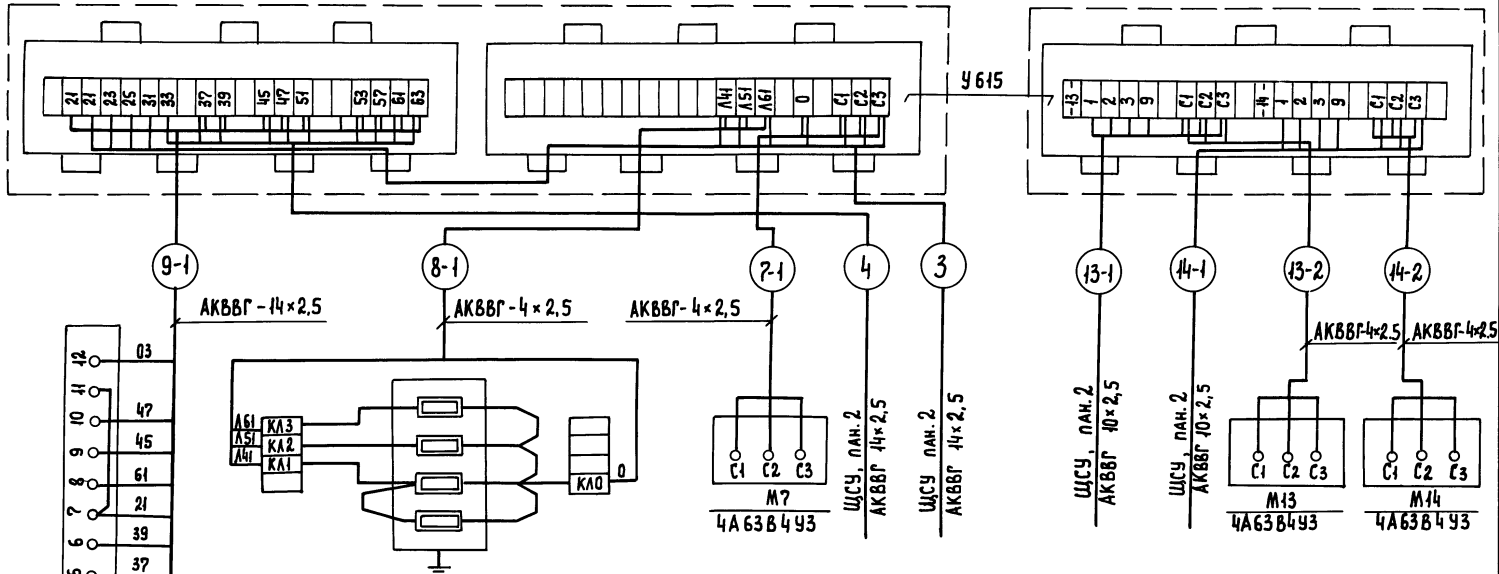 21 21 23 25 31 33 37 39 45 47 51 53 57 61 63
Л41 Л51 Л61 0 С1 С2 С3
У615
-13- 1 2 3 9 С1 С2 С3 -14- 1 2 3 9 С1 С2 С3
9-1
8-1
7-1
4
3
13-1
14-1
13-2
14-2
АКВВГ-14×2,5
АКВВГ-4×2,5
АКВВГ-4×2,5
АКВВГ-4×2.5
АКВВГ-4×2.5
12 03
11
10 47
9 45
8 61
7 21
6 39
5 37
Л61 КЛ3
Л51 КЛ2
Л41 КЛ1
КЛ0 0
С1 С2 С3
М7
4А63В4У3
ЩСУ, пан. 2
АКВВГ 14×2,5
ЩСУ пан. 2
АКВВГ 14×2,5
ЩСУ, пан. 2
АКВВГ 10×2,5
ЩСУ, пан. 2
АКВВГ 10×2,5
С1 С2 С3
М13
4А63В4У3
С1 С2 С3
М14
4А63В4У3